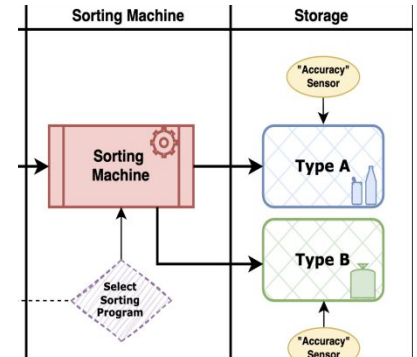 Sorting Machine
Storage
"Accuracy"
Sensor
Sorting
Machine
Type A
Type B
Select
Sorting
Program
"Accuracy"
Sensor